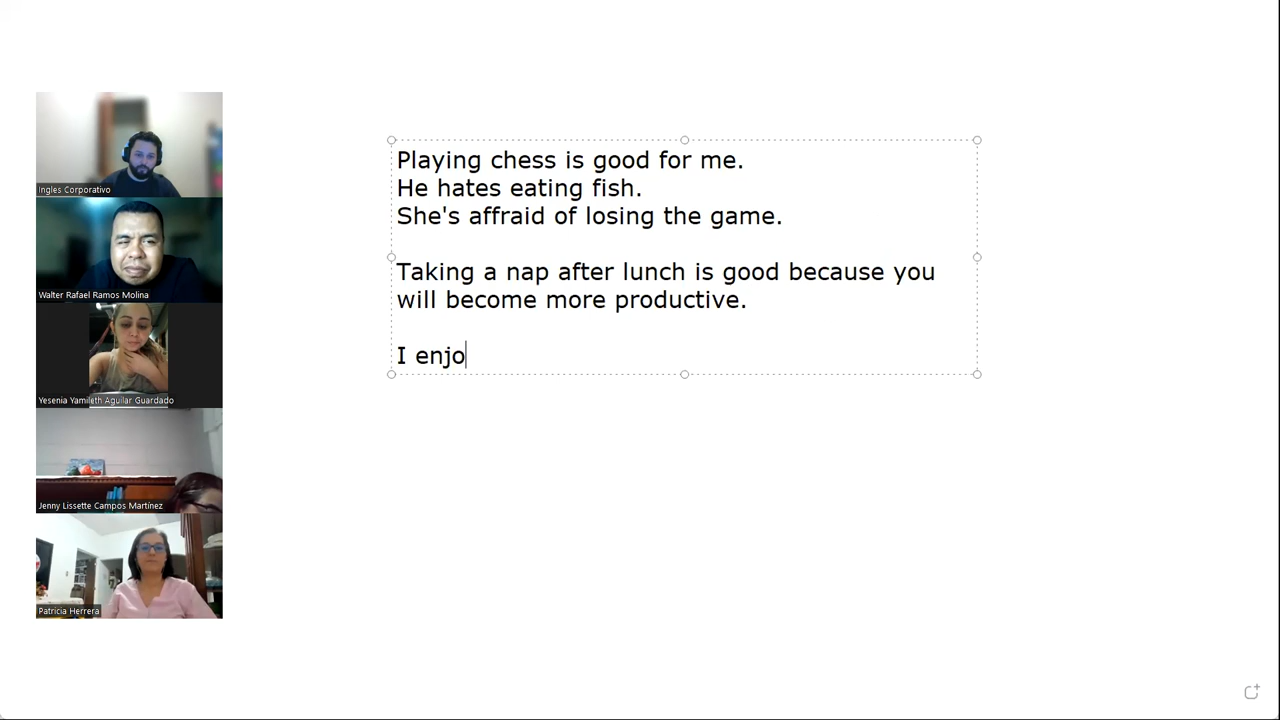 Ingles Corporativo
Walter Rafael Ramos Molina
Yesenia Yamileth Aguilar Guardado
Jenny Lissette Campos Martínez
Patricia Herrera
Playing chess is good for me.
He hates eating fish.
She's affraid of losing the game.
Taking a nap after lunch is good because you
will become more productive.
I enjo